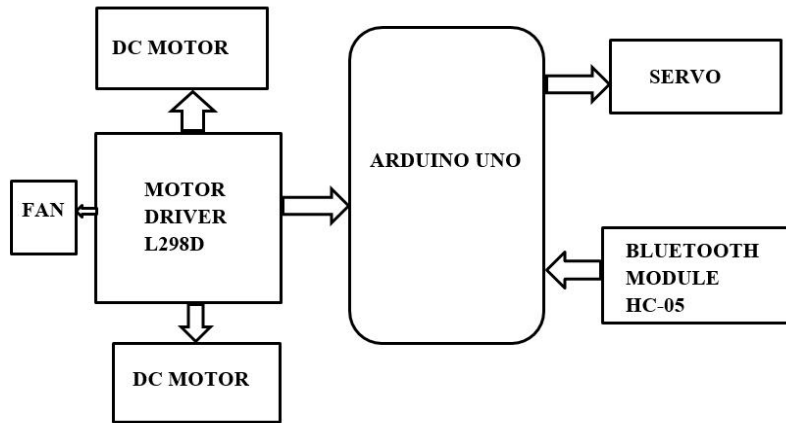 DC MOTOR
SERVO
ARDUINO UNO
FAN
MOTOR
DRIVER
L298D
BLUETOOTH
MODULE
HC-05
DC MOTOR